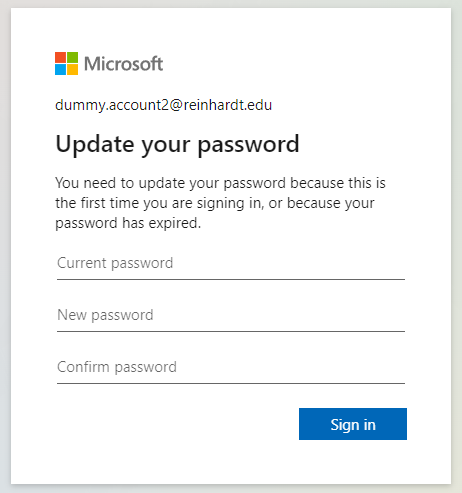 Microsoft
dummy.account2@reinhardt.edu
Update your password
You need to update your password because this is
the first time you are signing in, or because your
password has expired.
Current password
New password
Confirm password
Sign in